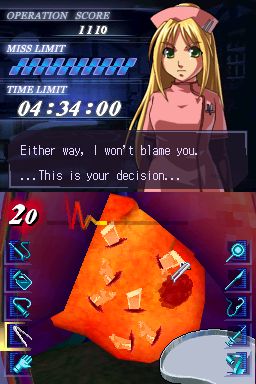 OPERATION SCORE
1110
MISS LIMIT
TIME LIMIT
04:34:00
Either way, I won't blame you.
...This is your decision...
20